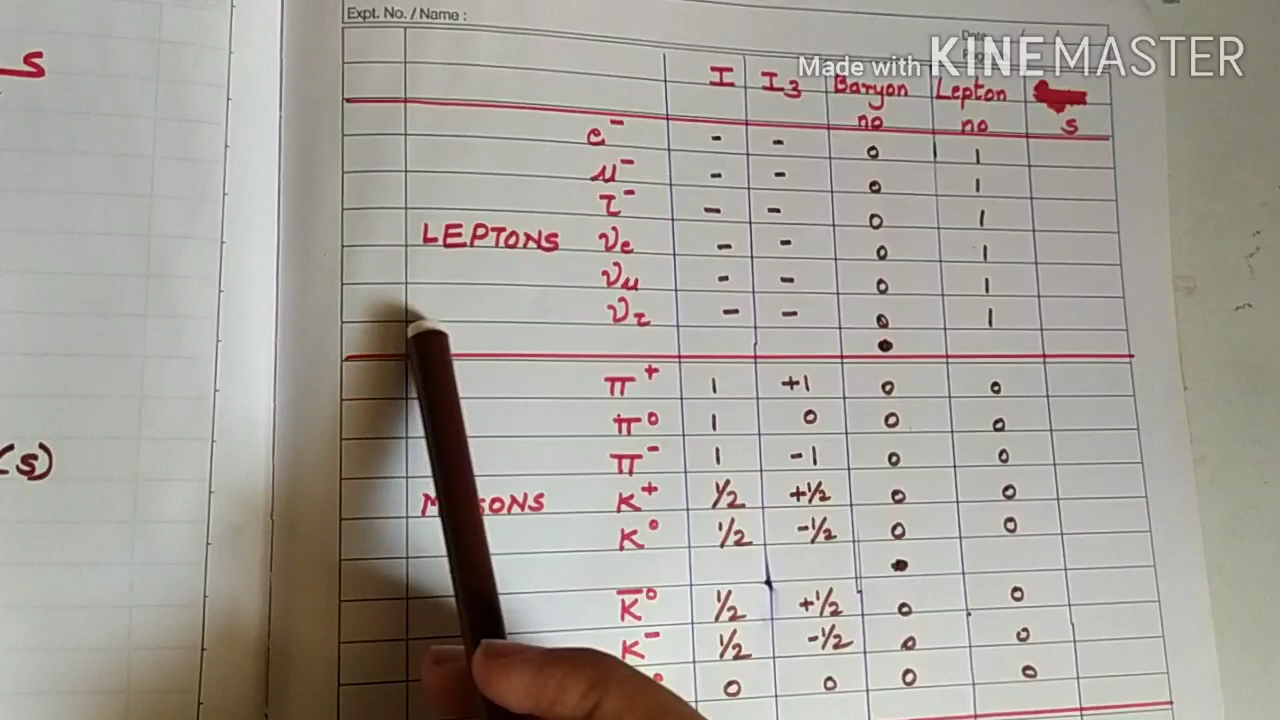 Expt. No. / Name :
Made with KINEMASTER
S
I I3 Baryon no Lepton no S
e⁻ - - 0 1
μ⁻ - - 0 1
τ⁻ - - 0 1
LEPTONS νe - - 0 1
νμ - - 0 1
ντ - - 0 1
π⁺ 1 +1 0 0
π⁰ 1 0 0 0
π⁻ 1 -1 0 0
(S)
K⁺ 1/2 +1/2 0 0
K⁰ 1/2 -1/2 0 0
K̅⁰ 1/2 +1/2 0 0
K⁻ 1/2 -1/2 0 0
0 0 0 0